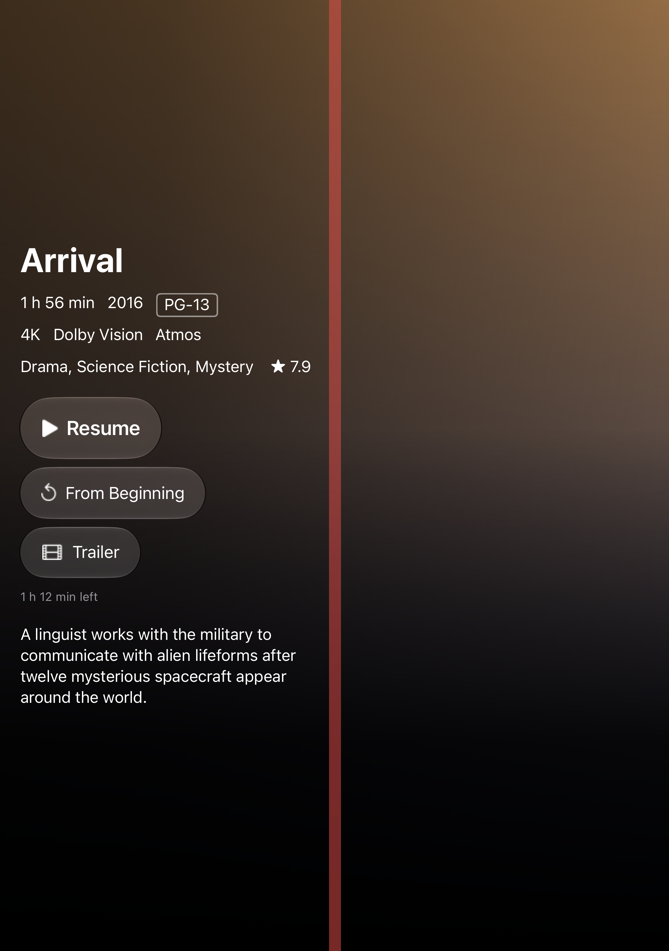 Arrival
1 h 56 min 2016 PG-13
4K Dolby Vision Atmos
Drama, Science Fiction, Mystery ★ 7.9
Resume
From Beginning
Trailer
1 h 12 min left
A linguist works with the military to
communicate with alien lifeforms after
twelve mysterious spacecraft appear
around the world.